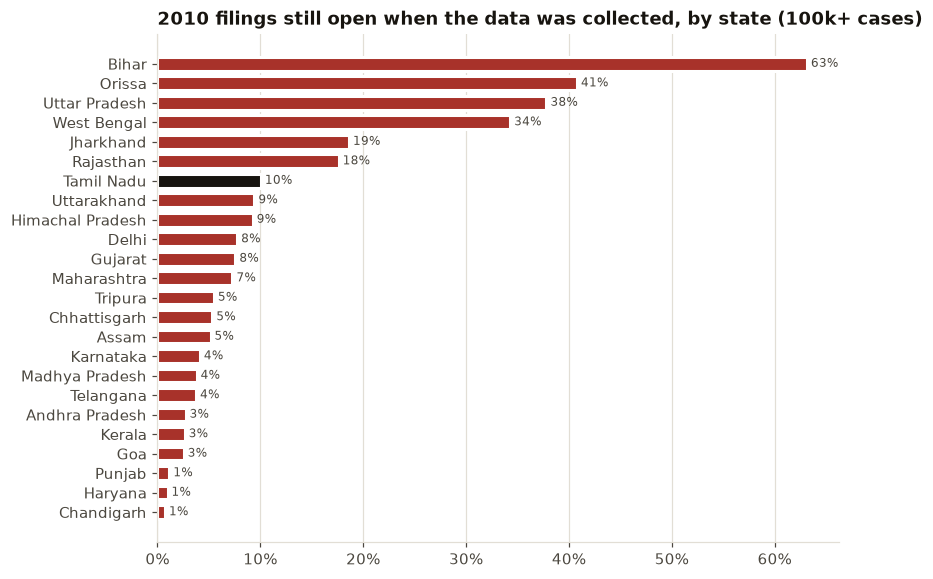 2010 filings still open when the data was collected, by state (100k+ cases)
Bihar 63%
Orissa 41%
Uttar Pradesh 38%
West Bengal 34%
Jharkhand 19%
Rajasthan 18%
Tamil Nadu 10%
Uttarakhand 9%
Himachal Pradesh 9%
Delhi 8%
Gujarat 8%
Maharashtra 7%
Tripura 5%
Chhattisgarh 5%
Assam 5%
Karnataka 4%
Madhya Pradesh 4%
Telangana 4%
Andhra Pradesh 3%
Kerala 3%
Goa 3%
Punjab 1%
Haryana 1%
Chandigarh 1%
0% 10% 20% 30% 40% 50% 60%